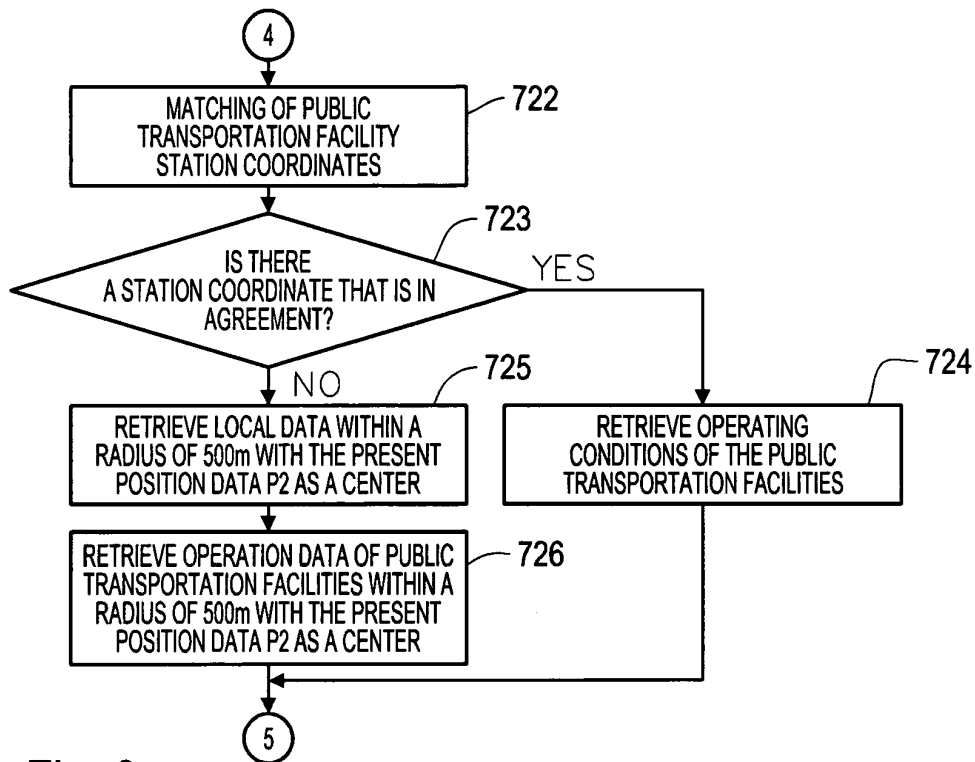 4
MATCHING OF PUBLIC
TRANSPORTATION FACILITY
STATION COORDINATES
722
723
IS THERE
A STATION COORDINATE THAT IS IN
AGREEMENT?
YES
NO
725
724
RETRIEVE LOCAL DATA WITHIN A
RADIUS OF 500m WITH THE PRESENT
POSITION DATA P2 AS A CENTER
RETRIEVE OPERATING
CONDITIONS OF THE PUBLIC
TRANSPORTATION FACILITIES
726
RETRIEVE OPERATION DATA OF PUBLIC
TRANSPORTATION FACILITIES WITHIN A
RADIUS OF 500m WITH THE PRESENT
POSITION DATA P2 AS A CENTER
5